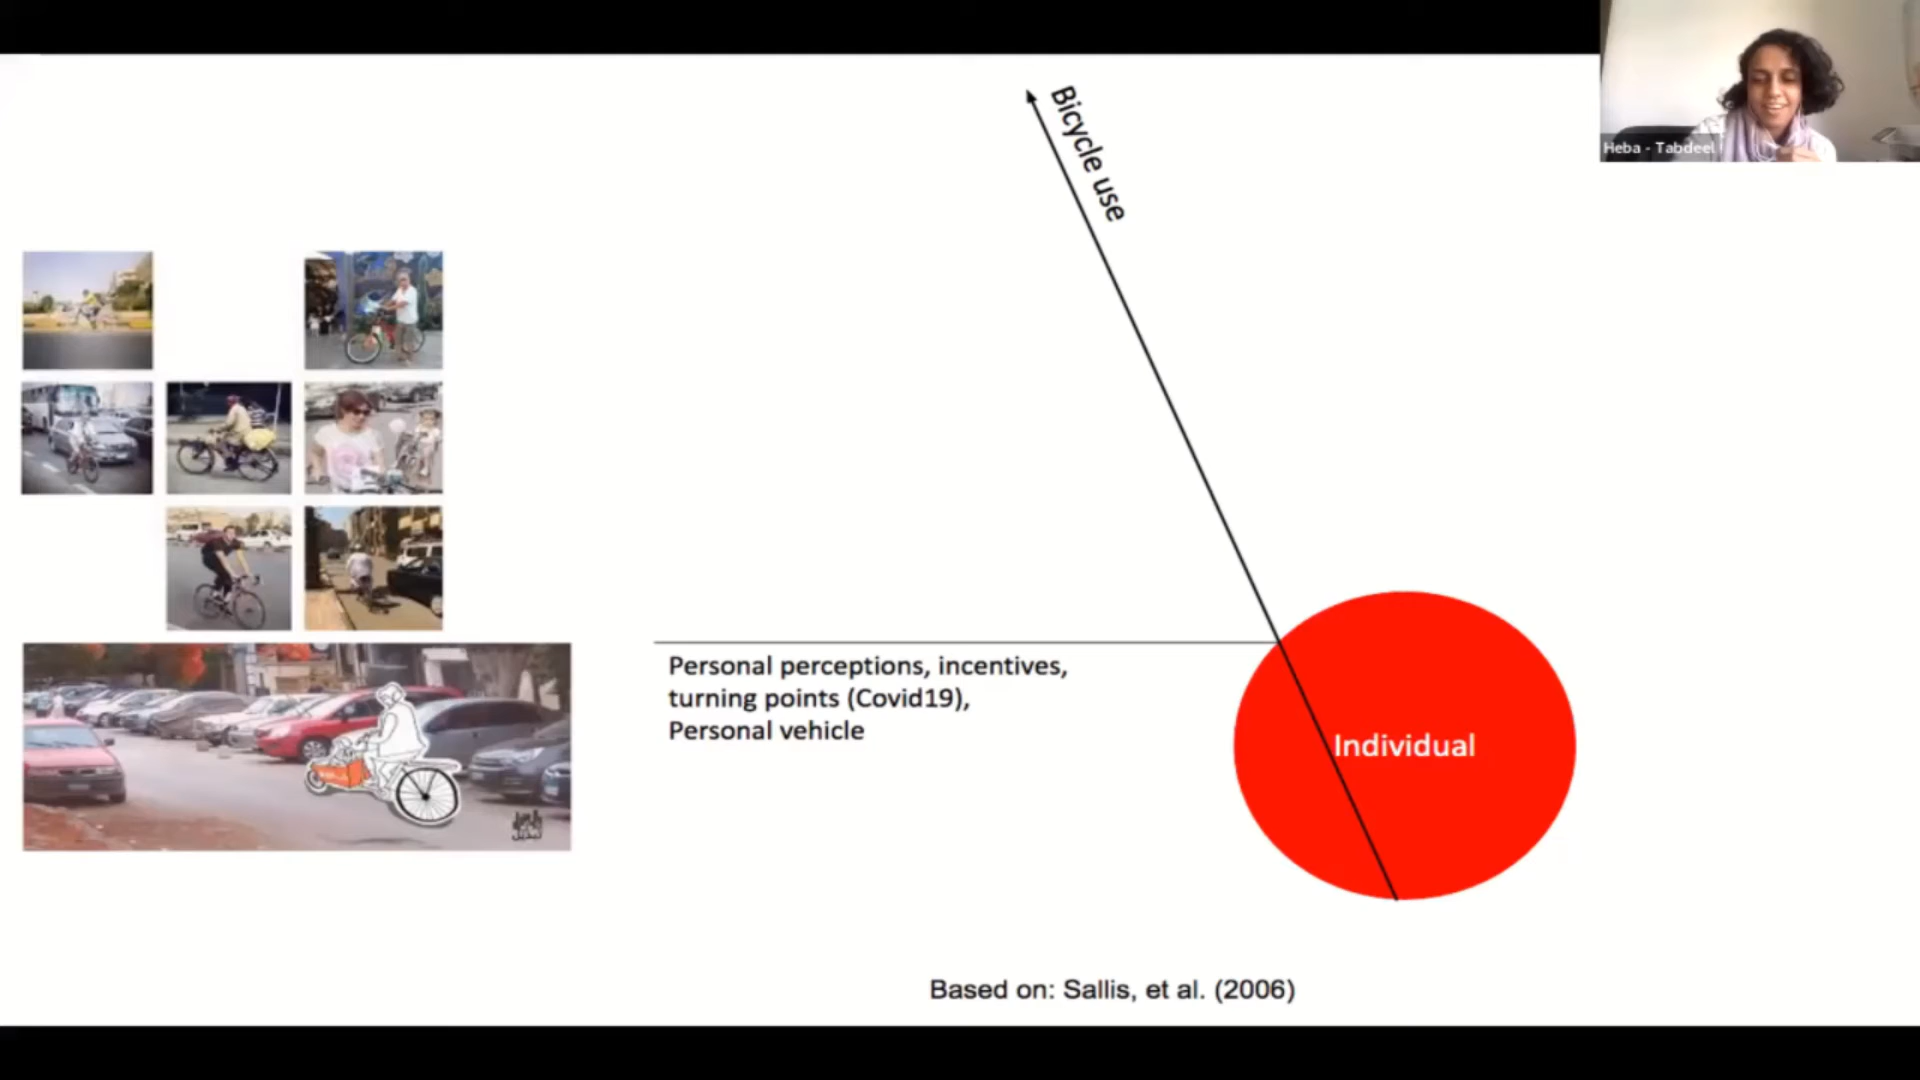 Heba - Tabdeel
Bicycle use
Personal perceptions, incentives,
turning points (Covid19),
Personal vehicle
Individual
Based on: Sallis, et al. (2006)